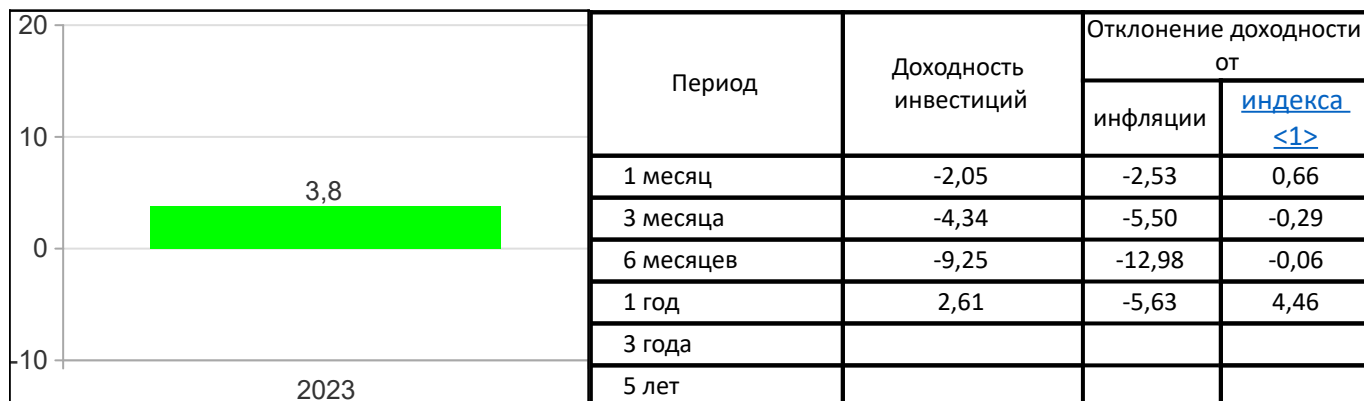 20
10
0
-10
3,8
2023
Период
Доходность
инвестиций
Отклонение доходности
от
инфляции
индекса
<1>
1 месяц -2,05 -2,53 0,66
3 месяца -4,34 -5,50 -0,29
6 месяцев -9,25 -12,98 -0,06
1 год 2,61 -5,63 4,46
3 года
5 лет